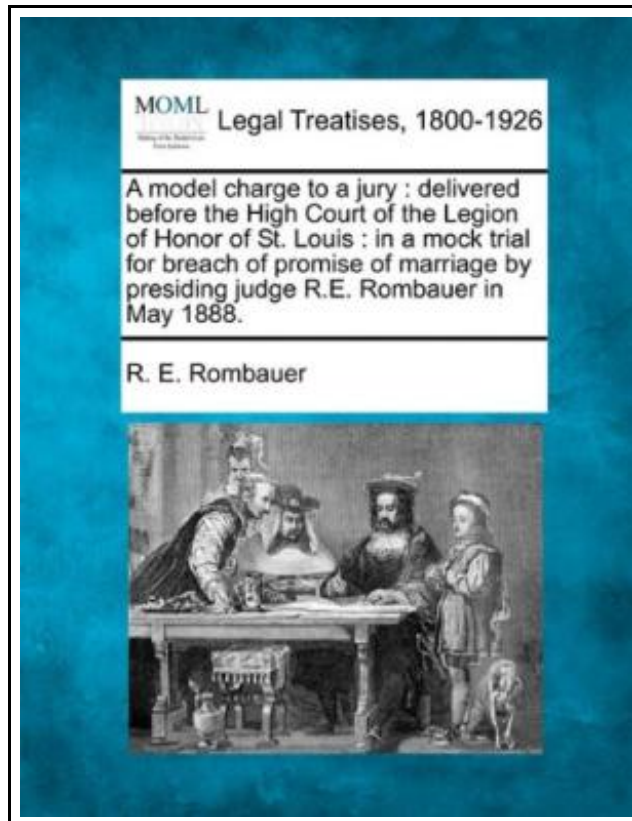 MOML
Legal Treatises, 1800-1926
A model charge to a jury : delivered
before the High Court of the Legion
of Honor of St. Louis : in a mock trial
for breach of promise of marriage by
presiding judge R.E. Rombauer in
May 1888.
R. E. Rombauer